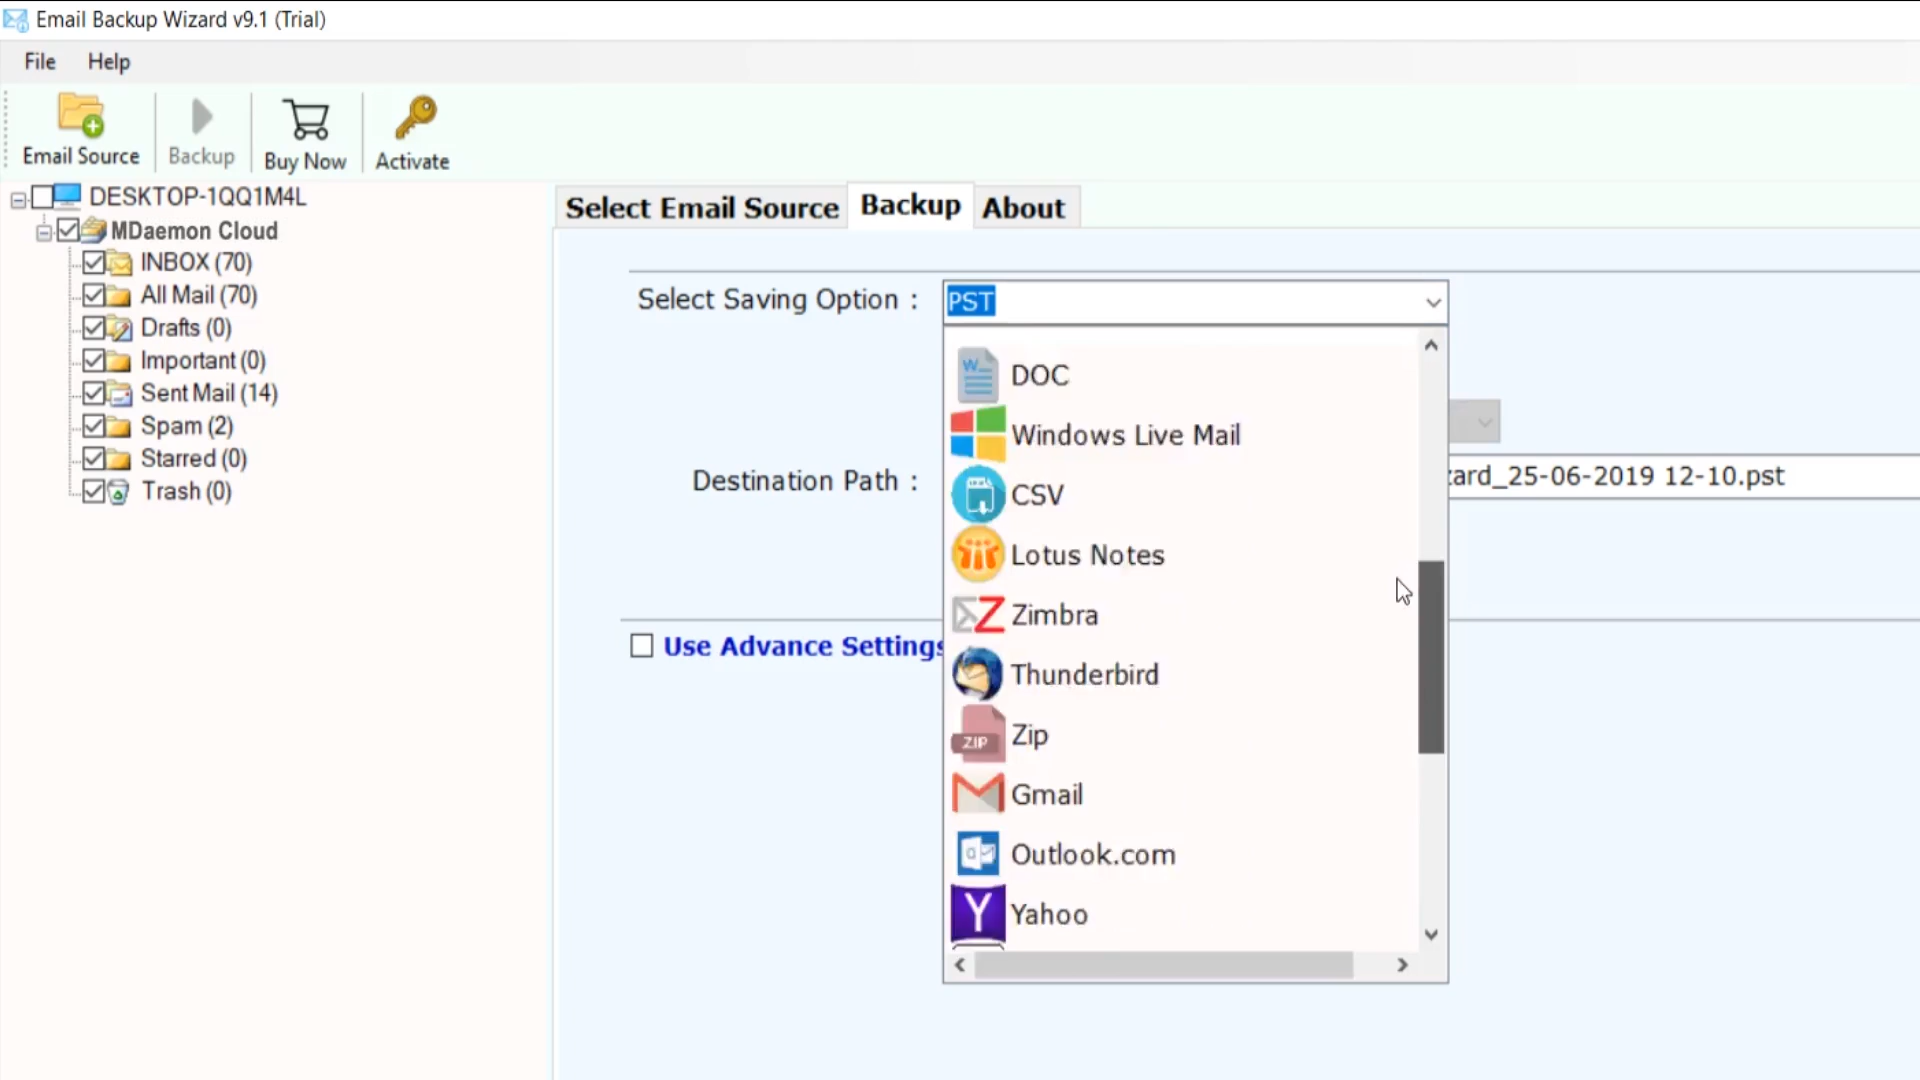 Email Backup Wizard v9.1 (Trial)
File Help
Email Source Backup Buy Now Activate
DESKTOP-1QQ1M4L
MDaemon Cloud
INBOX (70)
All Mail (70)
Drafts (0)
Important (0)
Sent Mail (14)
Spam (2)
Starred (0)
Trash (0)
Select Email Source Backup About
Select Saving Option : PST
DOC
Windows Live Mail
CSV
Lotus Notes
Zimbra
Thunderbird
ZIP Zip
Gmail
Outlook.com
Y Yahoo
Destination Path : zard_25-06-2019 12-10.pst
Use Advance Settings